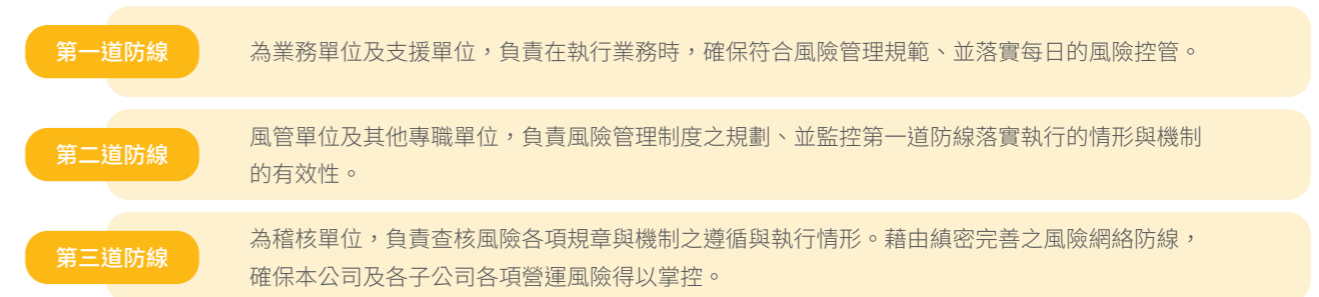 第一道防線
為業務單位及支援單位，負責在執行業務時，確保符合風險管理規範、並落實每日的風險控管。
第二道防線
風管單位及其他專職單位，負責風險管理制度之規劃、並監控第一道防線落實執行的情形與機制
的有效性。
第三道防線
為稽核單位，負責查核風險各項規章與機制之遵循與執行情形。藉由縝密完善之風險網絡防線，
確保本公司及各子公司各項營運風險得以掌控。